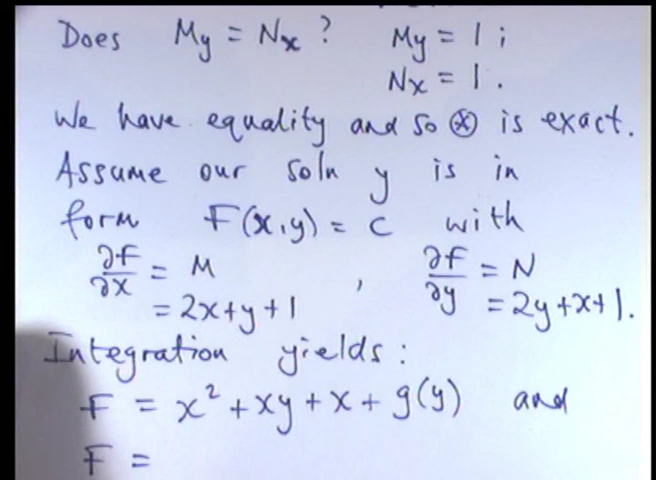 Does My = Nx ? My = 1 ;
Nx = 1 .
We have equality and so ⊛ is exact.
Assume our soln y is in
form F(x,y) = c with
∂F/∂x = M , ∂F/∂y = N
= 2x+y+1 = 2y+x+1.
Integration yields :
F = x² + xy + x + g(y) and
F =